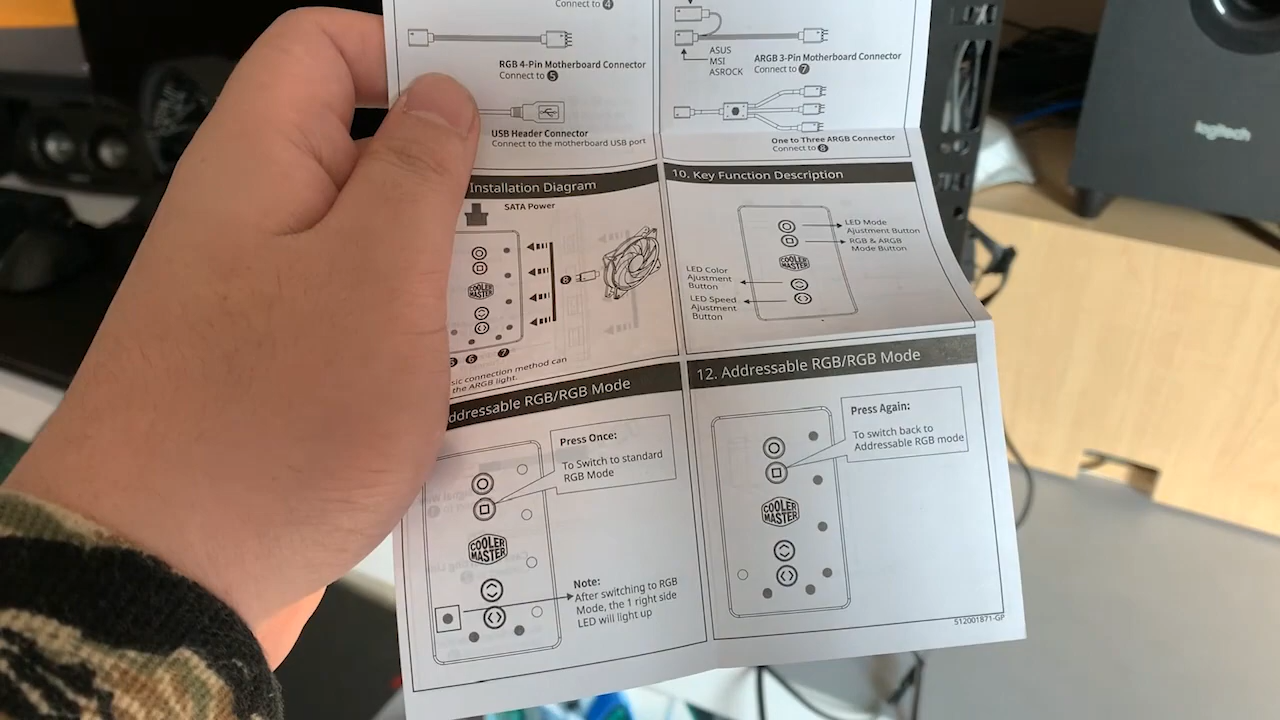 Connect to 4
RGB 4-Pin Motherboard Connector
Connect to 5
USB Header Connector
Connect to the motherboard USB port
ASUS
MSI
ASROCK
ARGB 3-Pin Motherboard Connector
Connect to 7
One to Three ARGB Connector
Connect to 8
Installation Diagram
SATA Power
COOLER
MASTER
8
6
7
sic connection method can
the ARGB light.
10. Key Function Description
LED Mode
Ajustment Button
RGB & ARGB
Mode Button
COOLER
MASTER
LED Color
Ajustment
Button
LED Speed
Ajustment
Button
ddressable RGB/RGB Mode
Press Once:
To Switch to standard
RGB Mode
COOLER
MASTER
Note:
After switching to RGB
Mode, the 1 right side
LED will light up
12. Addressable RGB/RGB Mode
Press Again:
To switch back to
Addressable RGB mode
COOLER
MASTER
512001871-GP
logitech